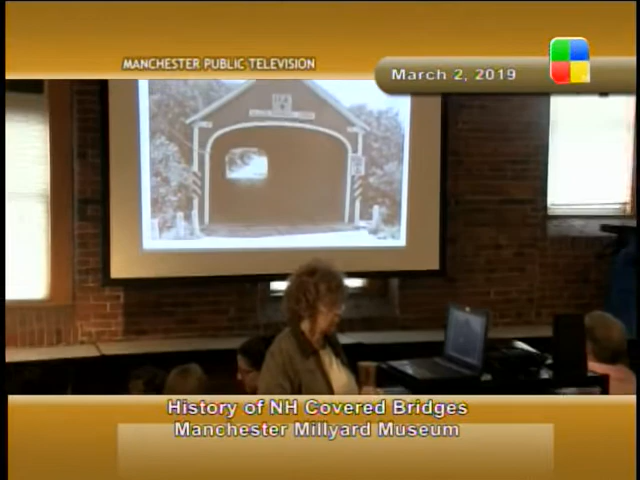 MANCHESTER PUBLIC TELEVISION
March 2, 2019
History of NH Covered Bridges
Manchester Millyard Museum